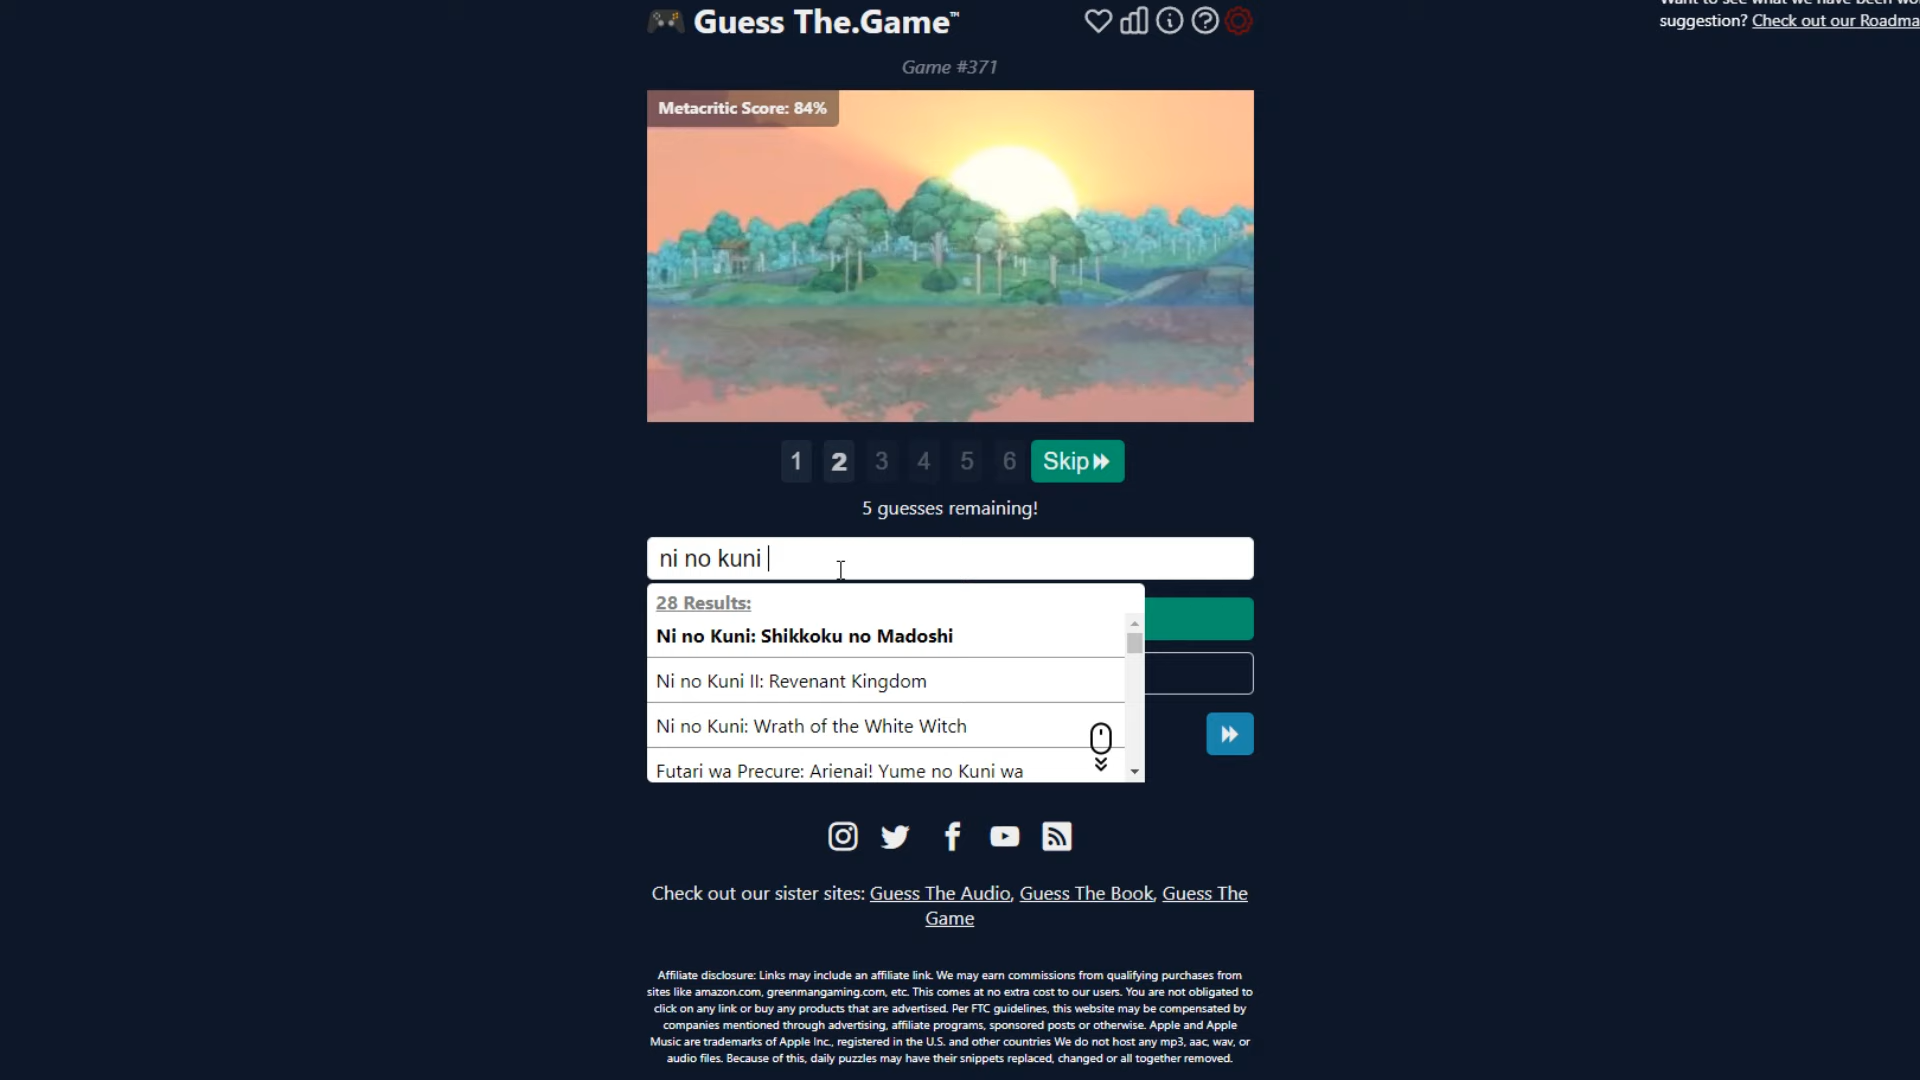 Want to see what we have been wo
suggestion? Check out our Roadma
Guess The.Game™
Game #371
Metacritic Score: 84%
1 2 3 4 5 6 Skip
5 guesses remaining!
ni no kuni
28 Results:
Ni no Kuni: Shikkoku no Madoshi
Ni no Kuni II: Revenant Kingdom
Ni no Kuni: Wrath of the White Witch
Futari wa Precure: Arienai! Yume no Kuni wa
Check out our sister sites: Guess The Audio, Guess The Book, Guess The
Game
Affiliate disclosure: Links may include an affiliate link. We may earn commissions from qualifying purchases from
sites like amazon.com, greenmangaming.com, etc. This comes at no extra cost to our users. You are not obligated to
click on any link or buy any products that are advertised. Per FTC guidelines, this website may be compensated by
companies mentioned through advertising, affiliate programs, sponsored posts or otherwise. Apple and Apple
Music are trademarks of Apple Inc., registered in the U.S. and other countries We do not host any mp3, aac, wav, or
audio files. Because of this, daily puzzles may have their snippets replaced, changed or all together removed.